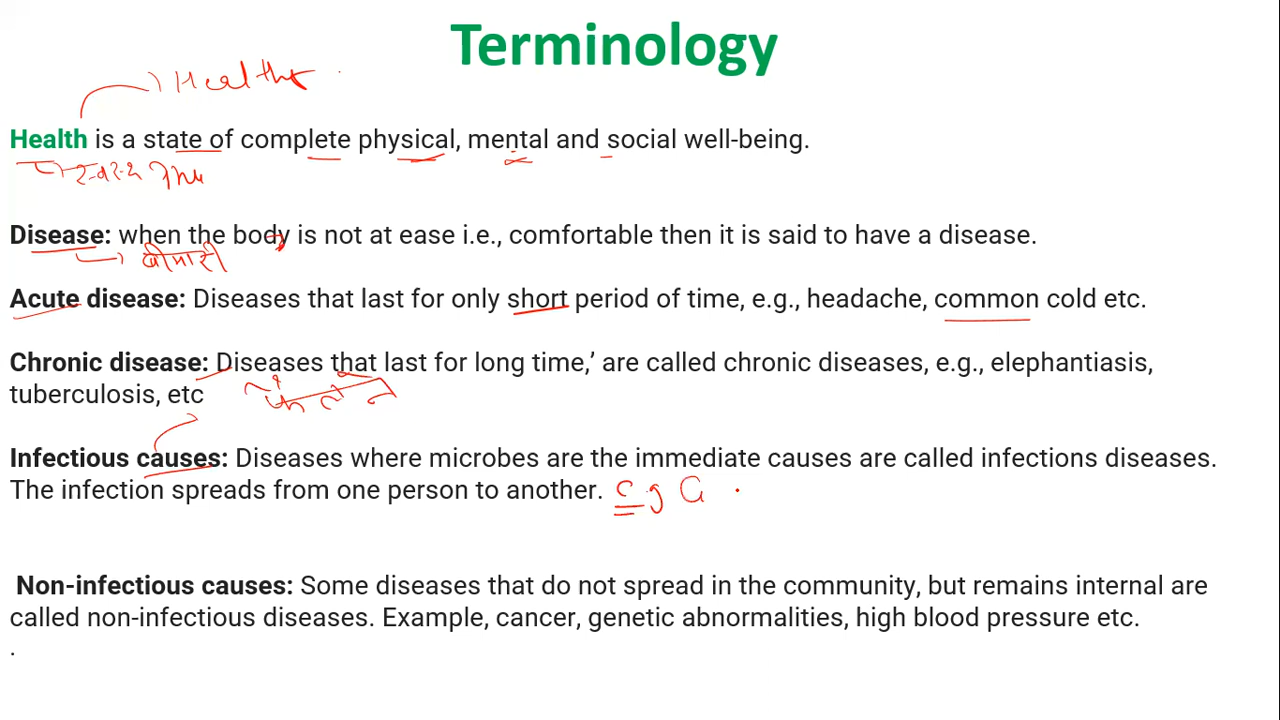 Terminology
Health
Health is a state of complete physical, mental and social well-being.
Disease: when the body is not at ease i.e., comfortable then it is said to have a disease.
बीमारी
Acute disease: Diseases that last for only short period of time, e.g., headache, common cold etc.
Chronic disease: Diseases that last for long time,’ are called chronic diseases, e.g., elephantiasis,
tuberculosis, etc
Infectious causes: Diseases where microbes are the immediate causes are called infections diseases.
The infection spreads from one person to another. e.g
Non-infectious causes: Some diseases that do not spread in the community, but remains internal are
called non-infectious diseases. Example, cancer, genetic abnormalities, high blood pressure etc.
.